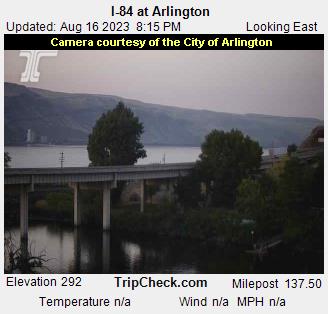 I-84 at Arlington
Updated: Aug 16 2023 8:15 PM Looking East
Camera courtesy of the City of Arlington
Elevation 292 TripCheck.com Milepost 137.50
Temperature n/a Wind n/a MPH n/a